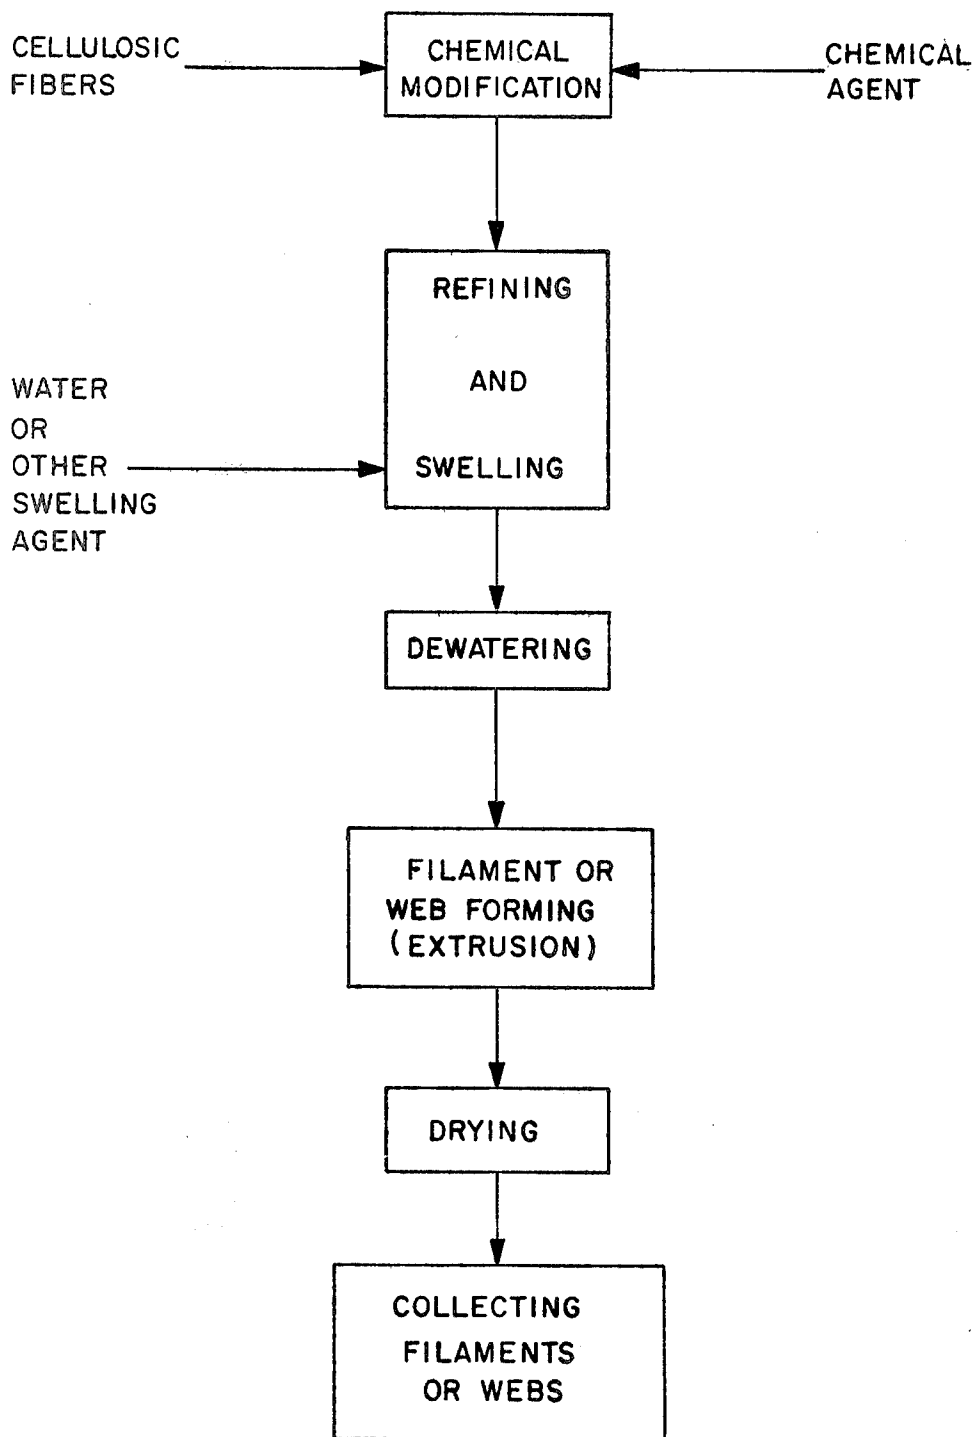 CELLULOSIC
FIBERS
CHEMICAL
MODIFICATION
CHEMICAL
AGENT
REFINING
AND
SWELLING
WATER
OR
OTHER
SWELLING
AGENT
DEWATERING
FILAMENT OR
WEB FORMING
(EXTRUSION)
DRYING
COLLECTING
FILAMENTS
OR WEBS